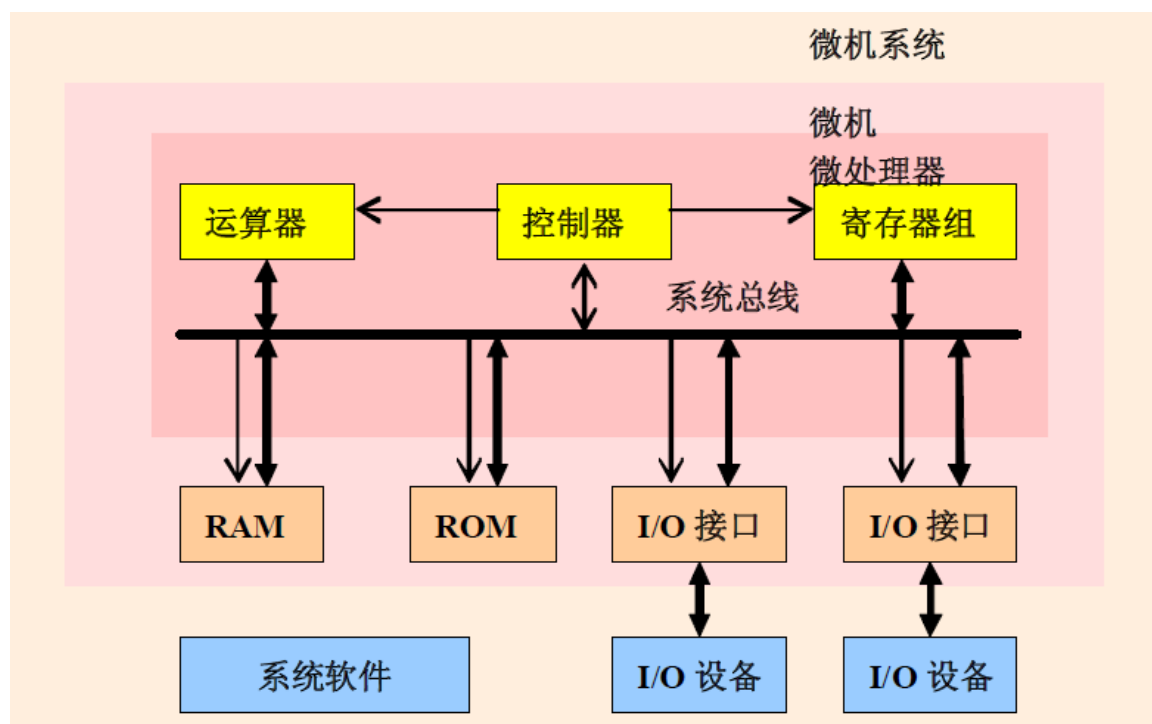 微机系统
微机
微处理器
运算器
控制器
寄存器组
系统总线
RAM
ROM
I/O 接口
I/O 接口
系统软件
I/O 设备
I/O 设备